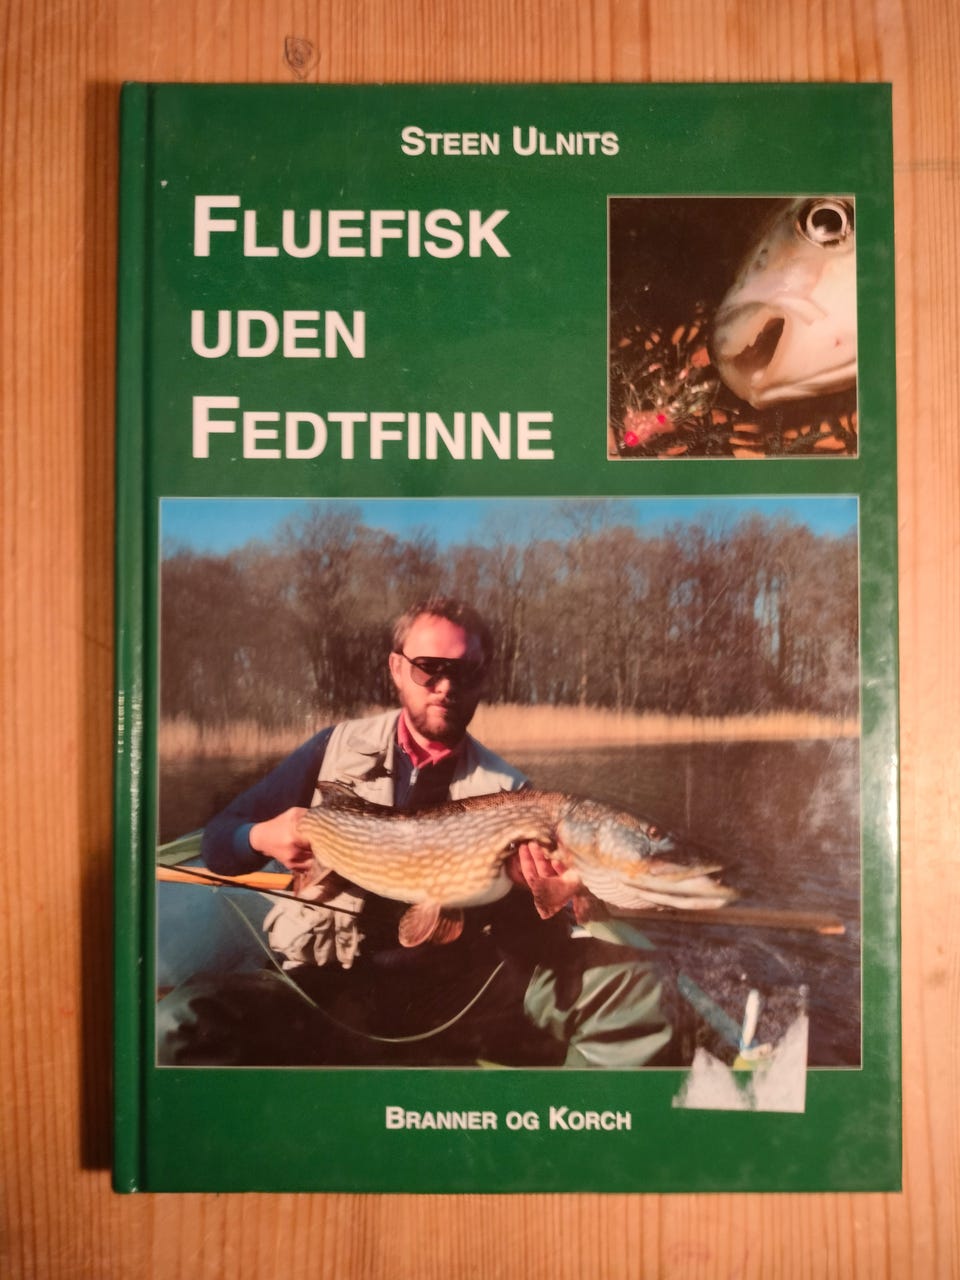 Steen Ulnits
Fluefisk
uden
Fedtfinne
Branner og Korch